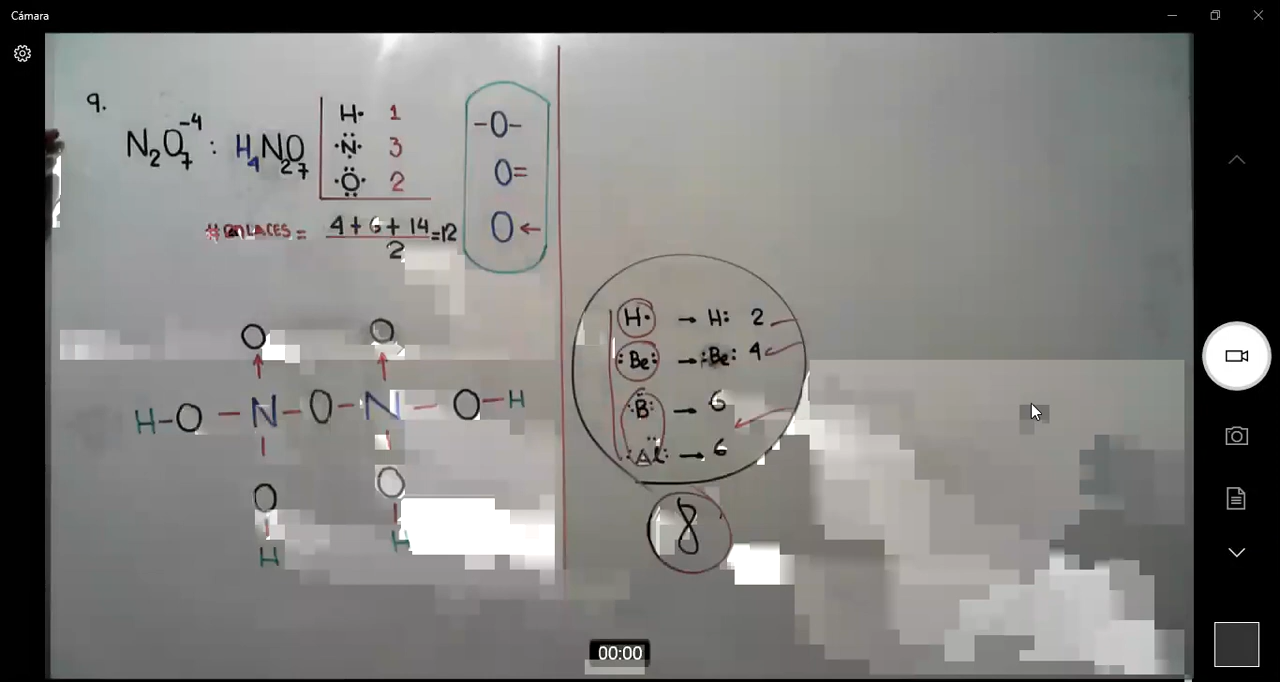 Cámara
9.
N₂O₇⁻⁴ : H₄N₂O₇
H· 1
·N̈· 3
·Ö· 2
#ENLACES = 4 + 6 + 14 / 2 = 12
-O-
O=
O←
O O
H-O-N-O-N-O-H
O O
H H
H· → H: 2
:Be: → :Be: 4
B: → 6
:Al: → 6
8
00:00